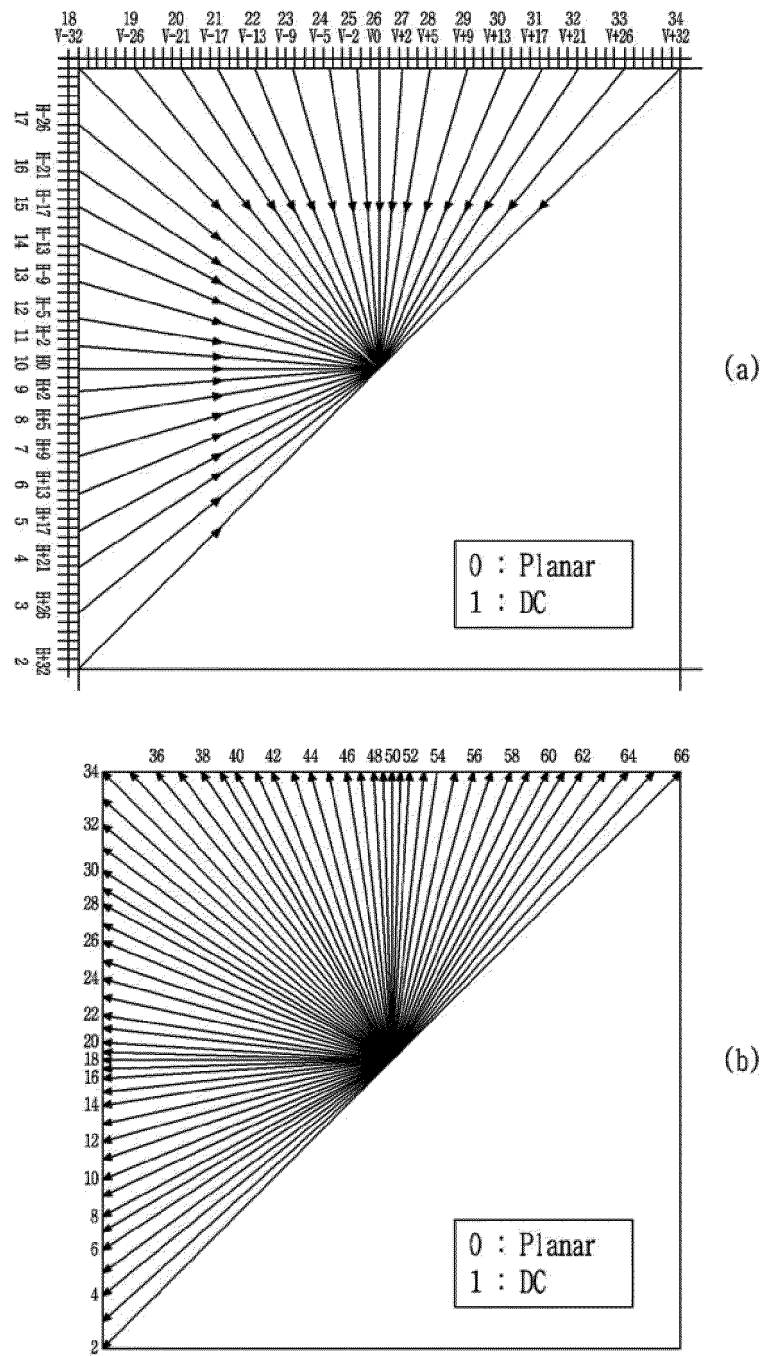 18 19 20 21 22 23 24 25 26 27 28 29 30 31 32 33 34
V-32 V-26 V-21 V-17 V-13 V-9 V-5 V-2 V0 V+2 V+5 V+9 V+13 V+17 V+21 V+26 V+32
17 H-26
16 H-21
15 H-17
14 H-13
13 H-9
12 H-5
11 H-2
10 H0
(a)
9 H+2
8 H+5
7 H+9
6 H+13
5 H+17
0 : Planar
4 H+21
1 : DC
3 H+26
2 H+32
36 38 40 42 44 46 48 50 52 54 56 58 60 62 64 66
34
32
30
28
26
24
22
20
18
(b)
16
14
12
10
8
0 : Planar
6
1 : DC
4
2